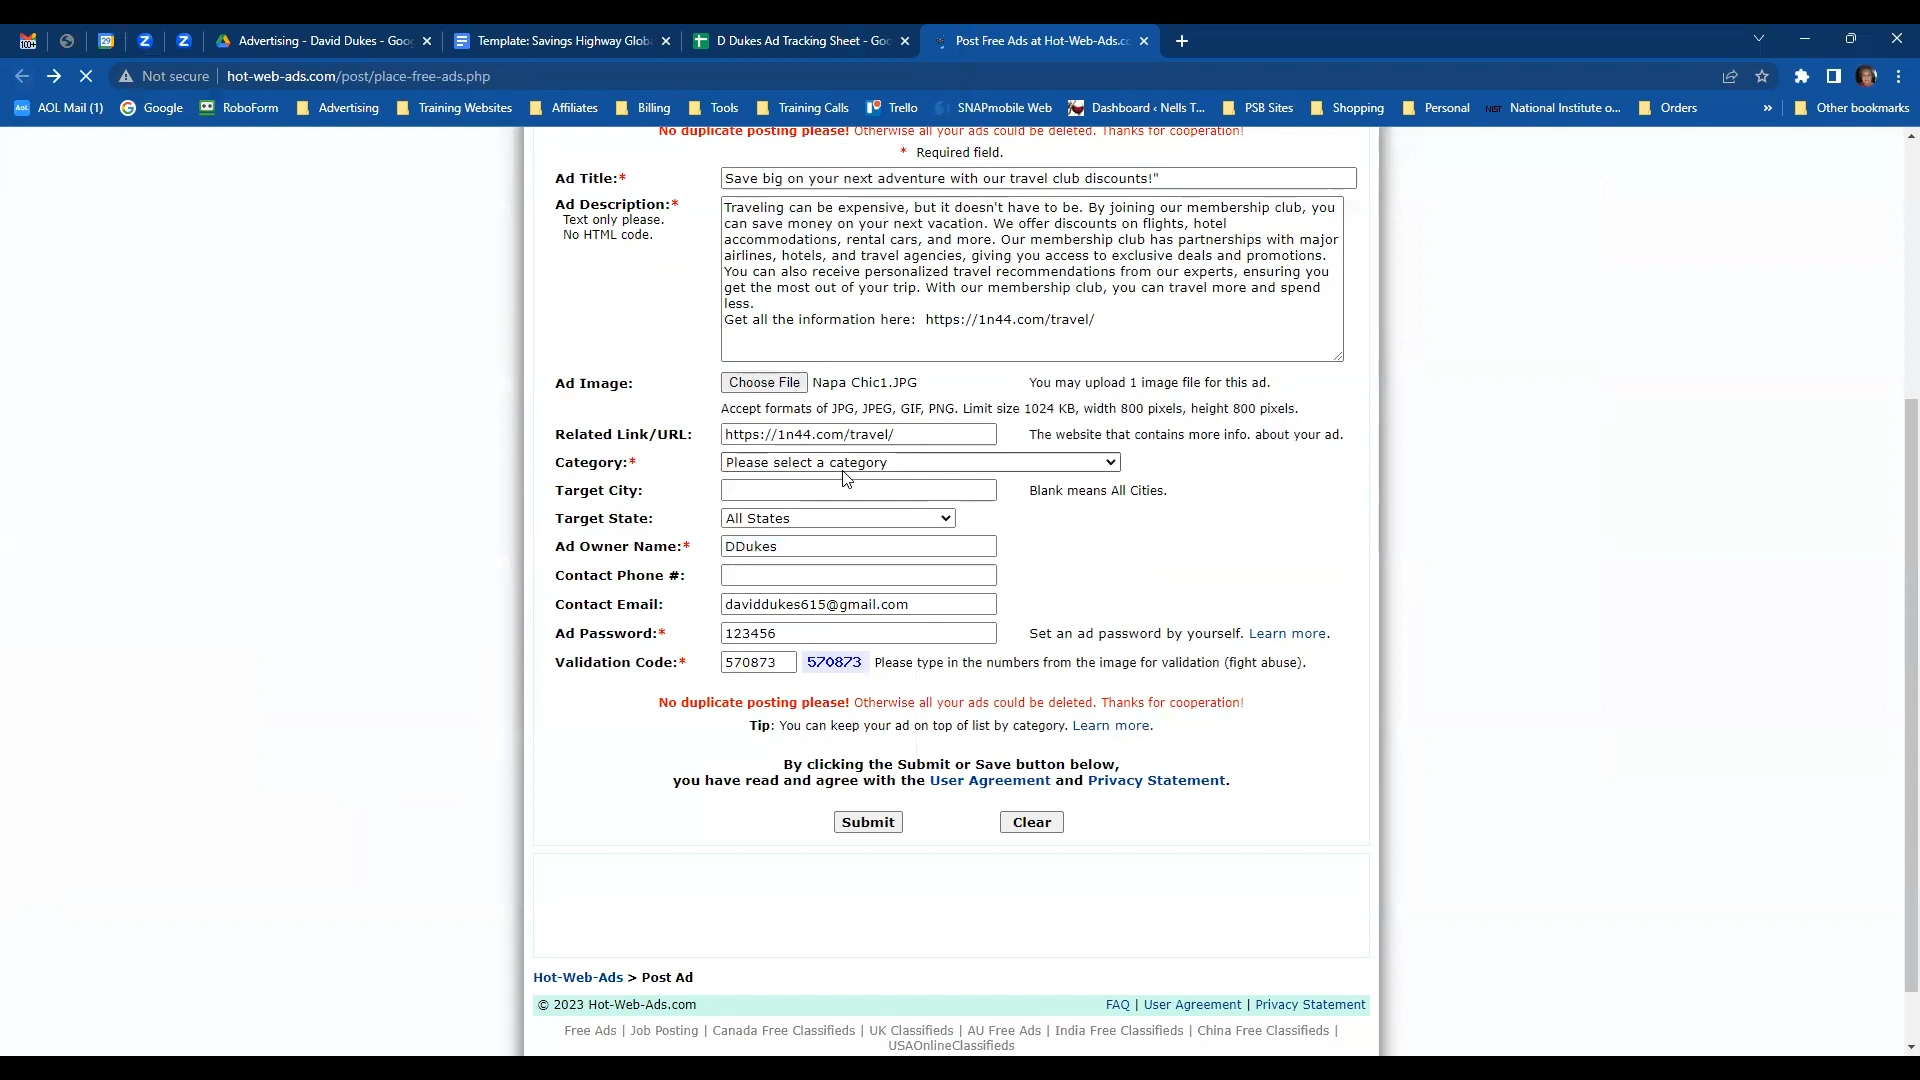 100+
29
Z
Z
Advertising - David Dukes - Goo
Template: Savings Highway Glob
D Dukes Ad Tracking Sheet - Goo
Post Free Ads at Hot-Web-Ads.co
Not secure
hot-web-ads.com/post/place-free-ads.php
Aol.
AOL Mail (1)
Google
RoboForm
Advertising
Training Websites
Affiliates
Billing
Tools
Training Calls
Trello
SNAPmobile Web
Dashboard ‹ Nells T...
PSB Sites
Shopping
Personal
NIST
National Institute o...
Orders
»
Other bookmarks
No duplicate posting please! Otherwise all your ads could be deleted. Thanks for cooperation!
* Required field.
Ad Title:*
Save big on your next adventure with our travel club discounts!"
Ad Description:*
Text only please.
No HTML code.
Traveling can be expensive, but it doesn't have to be. By joining our membership club, you
can save money on your next vacation. We offer discounts on flights, hotel
accommodations, rental cars, and more. Our membership club has partnerships with major
airlines, hotels, and travel agencies, giving you access to exclusive deals and promotions.
You can also receive personalized travel recommendations from our experts, ensuring you
get the most out of your trip. With our membership club, you can travel more and spend
less.
Get all the information here:  https://1n44.com/travel/
Ad Image:
Choose File Napa Chic1.JPG
You may upload 1 image file for this ad.
Accept formats of JPG, JPEG, GIF, PNG. Limit size 1024 KB, width 800 pixels, height 800 pixels.
Related Link/URL:
https://1n44.com/travel/
The website that contains more info. about your ad.
Category:*
Please select a category
Target City:
Blank means All Cities.
Target State:
All States
Ad Owner Name:*
DDukes
Contact Phone #:
Contact Email:
daviddukes615@gmail.com
Ad Password:*
123456
Set an ad password by yourself. Learn more.
Validation Code:*
570873
570873
Please type in the numbers from the image for validation (fight abuse).
No duplicate posting please! Otherwise all your ads could be deleted. Thanks for cooperation!
Tip: You can keep your ad on top of list by category. Learn more.
By clicking the Submit or Save button below,
you have read and agree with the User Agreement and Privacy Statement.
Submit
Clear
Hot-Web-Ads > Post Ad
© 2023 Hot-Web-Ads.com
FAQ | User Agreement | Privacy Statement
Free Ads | Job Posting | Canada Free Classifieds | UK Classifieds | AU Free Ads | India Free Classifieds | China Free Classifieds |
USAOnlineClassifieds